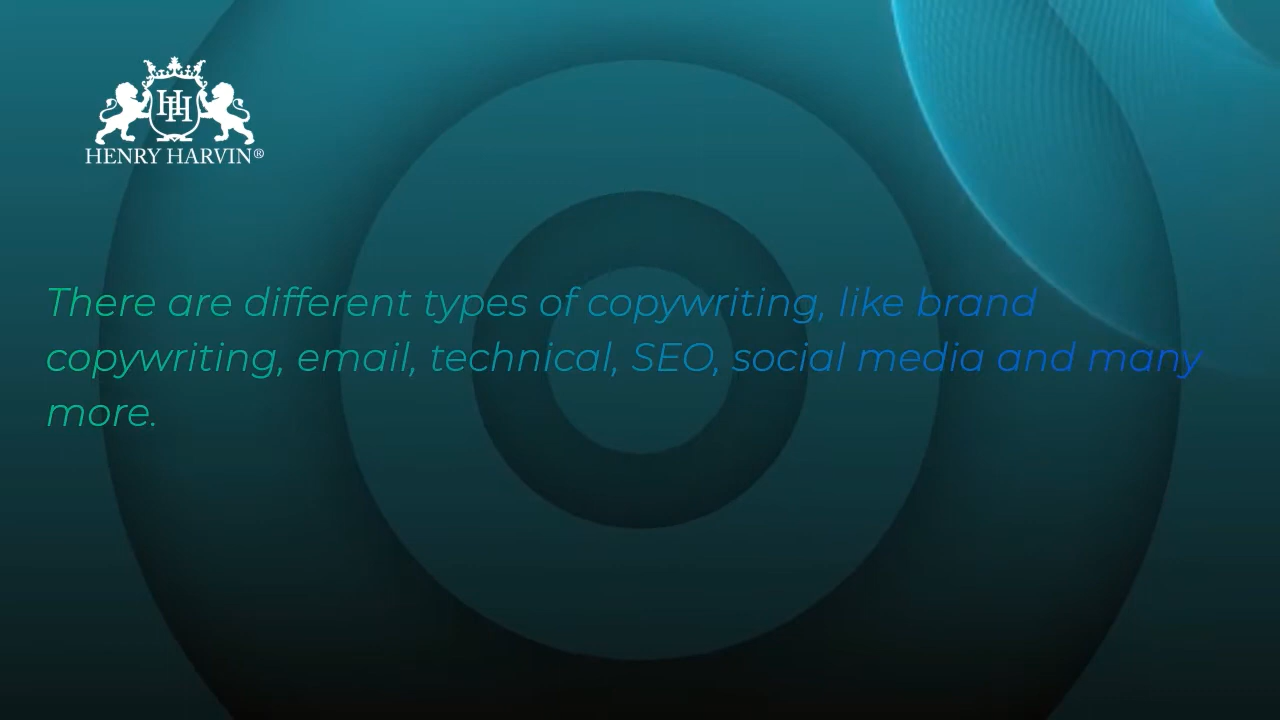 HENRY HARVIN®
There are different types of copywriting, like brand
copywriting, email, technical, SEO, social media and many
more.